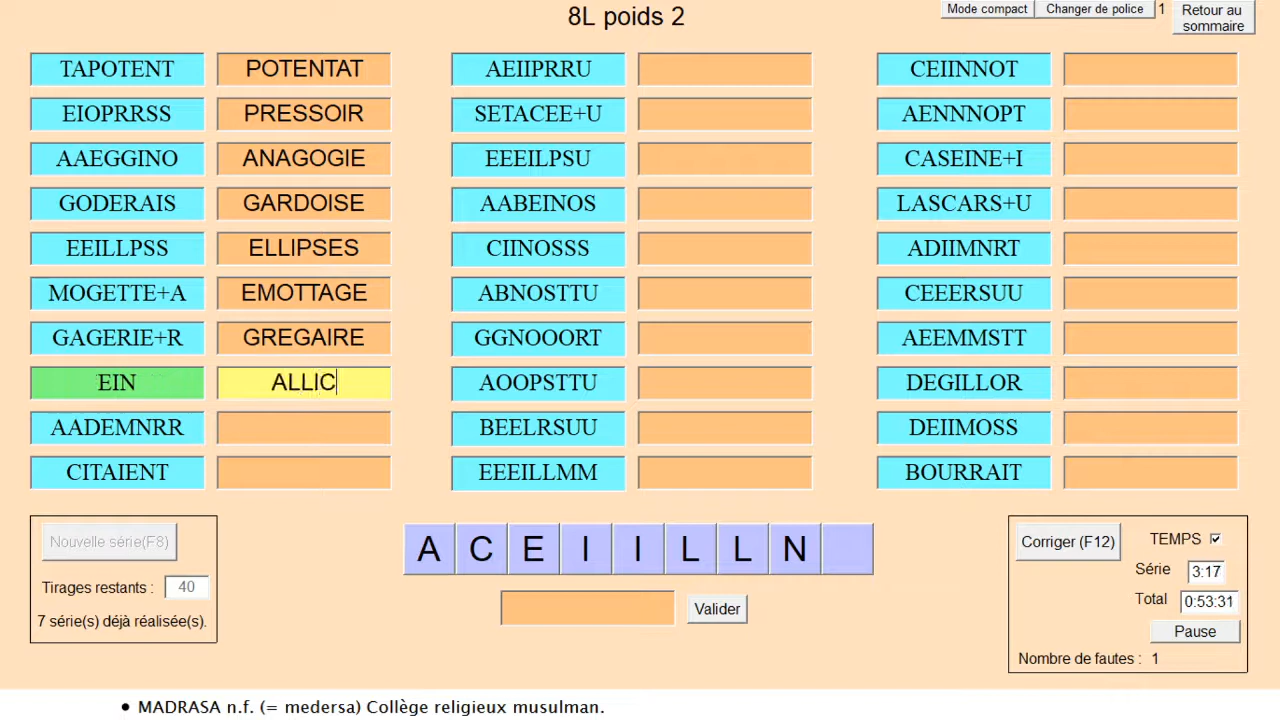 8L poids 2
Mode compact Changer de police 1 Retour au sommaire
TAPOTENT POTENTAT AEIIPRRU CEIINNOT
EIOPRRSS PRESSOIR SETACEE+U AENNNOPT
AAEGGINO ANAGOGIE EEEILPSU CASEINE+I
GODERAIS GARDOISE AABEINOS LASCARS+U
EEILLPSS ELLIPSES CIINOSSS ADIIMNRT
MOGETTE+A EMOTTAGE ABNOSTTU CEEERSUU
GAGERIE+R GREGAIRE GGNOOORT AEEMMSTT
EIN ALLIC AOOPSTTU DEGILLOR
AADEMNRR BEELRSUU DEIIMOSS
CITAIENT EEEILLMM BOURRAIT
Nouvelle série(F8) A C E I I L L N Corriger (F12) TEMPS
Tirages restants : 40 Série 3:17
Valider Total 0:53:31
7 série(s) déjà réalisée(s). Pause
Nombre de fautes : 1
• MADRASA n.f. (= medersa) Collège religieux musulman.